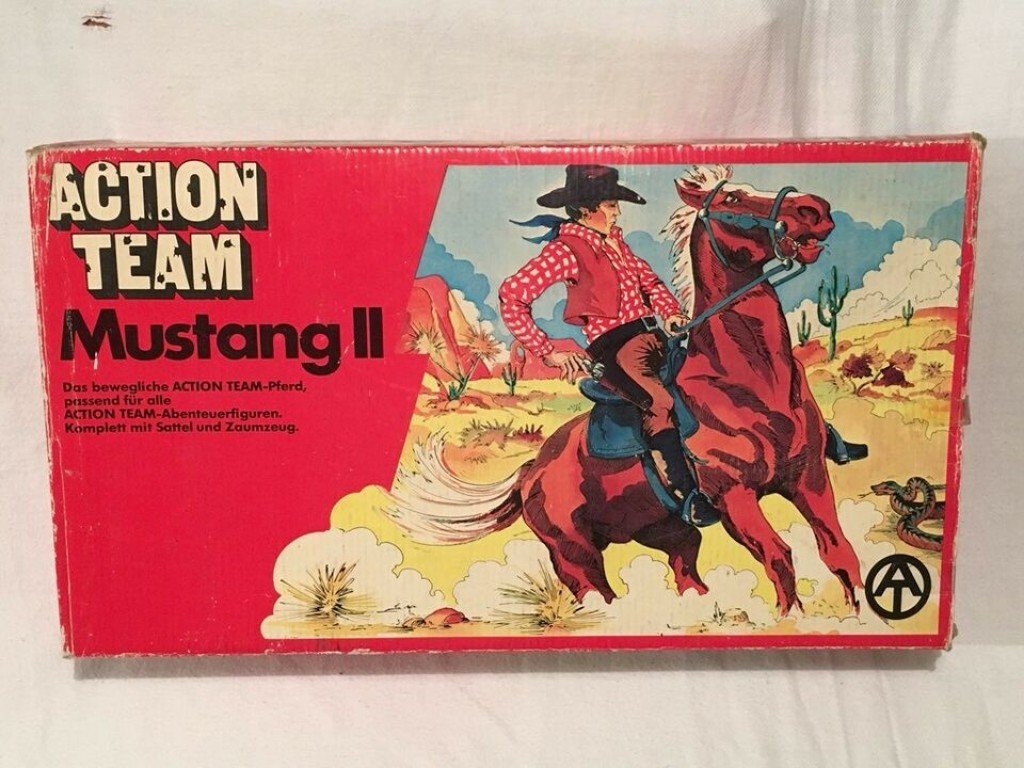 ACTION
TEAM
Mustang II
Das bewegliche ACTION TEAM-Pferd,
passend für alle
ACTION TEAM-Abenteuerfiguren.
Komplett mit Sattel und Zaumzeug.
AT